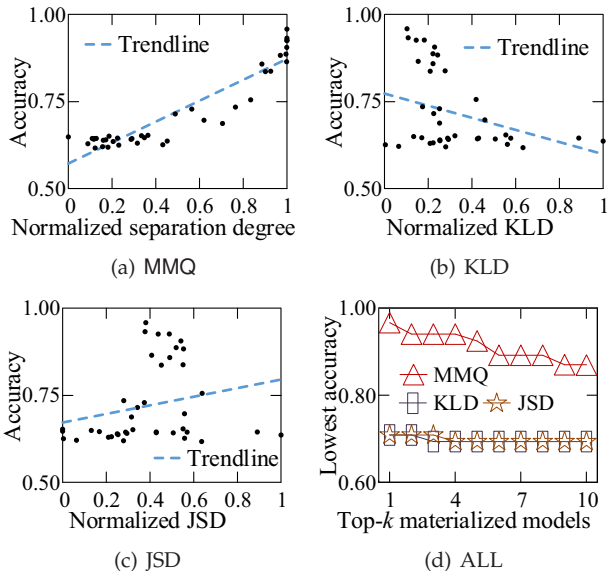 1.00
0.75
0.50
Accuracy
Trendline
0
0.2
0.4
0.6
0.8
1
Normalized separation degree
(a) MMQ
1.00
0.75
0.50
Accuracy
Trendline
0
0.2
0.4
0.6
0.8
1
Normalized KLD
(b) KLD
1.00
0.75
0.50
Accuracy
Trendline
0
0.2
0.4
0.6
0.8
1
Normalized JSD
(c) JSD
1.00
0.80
0.60
Lowest accuracy
MMQ
KLD
JSD
1
4
7
10
Top-k materialized models
(d) ALL